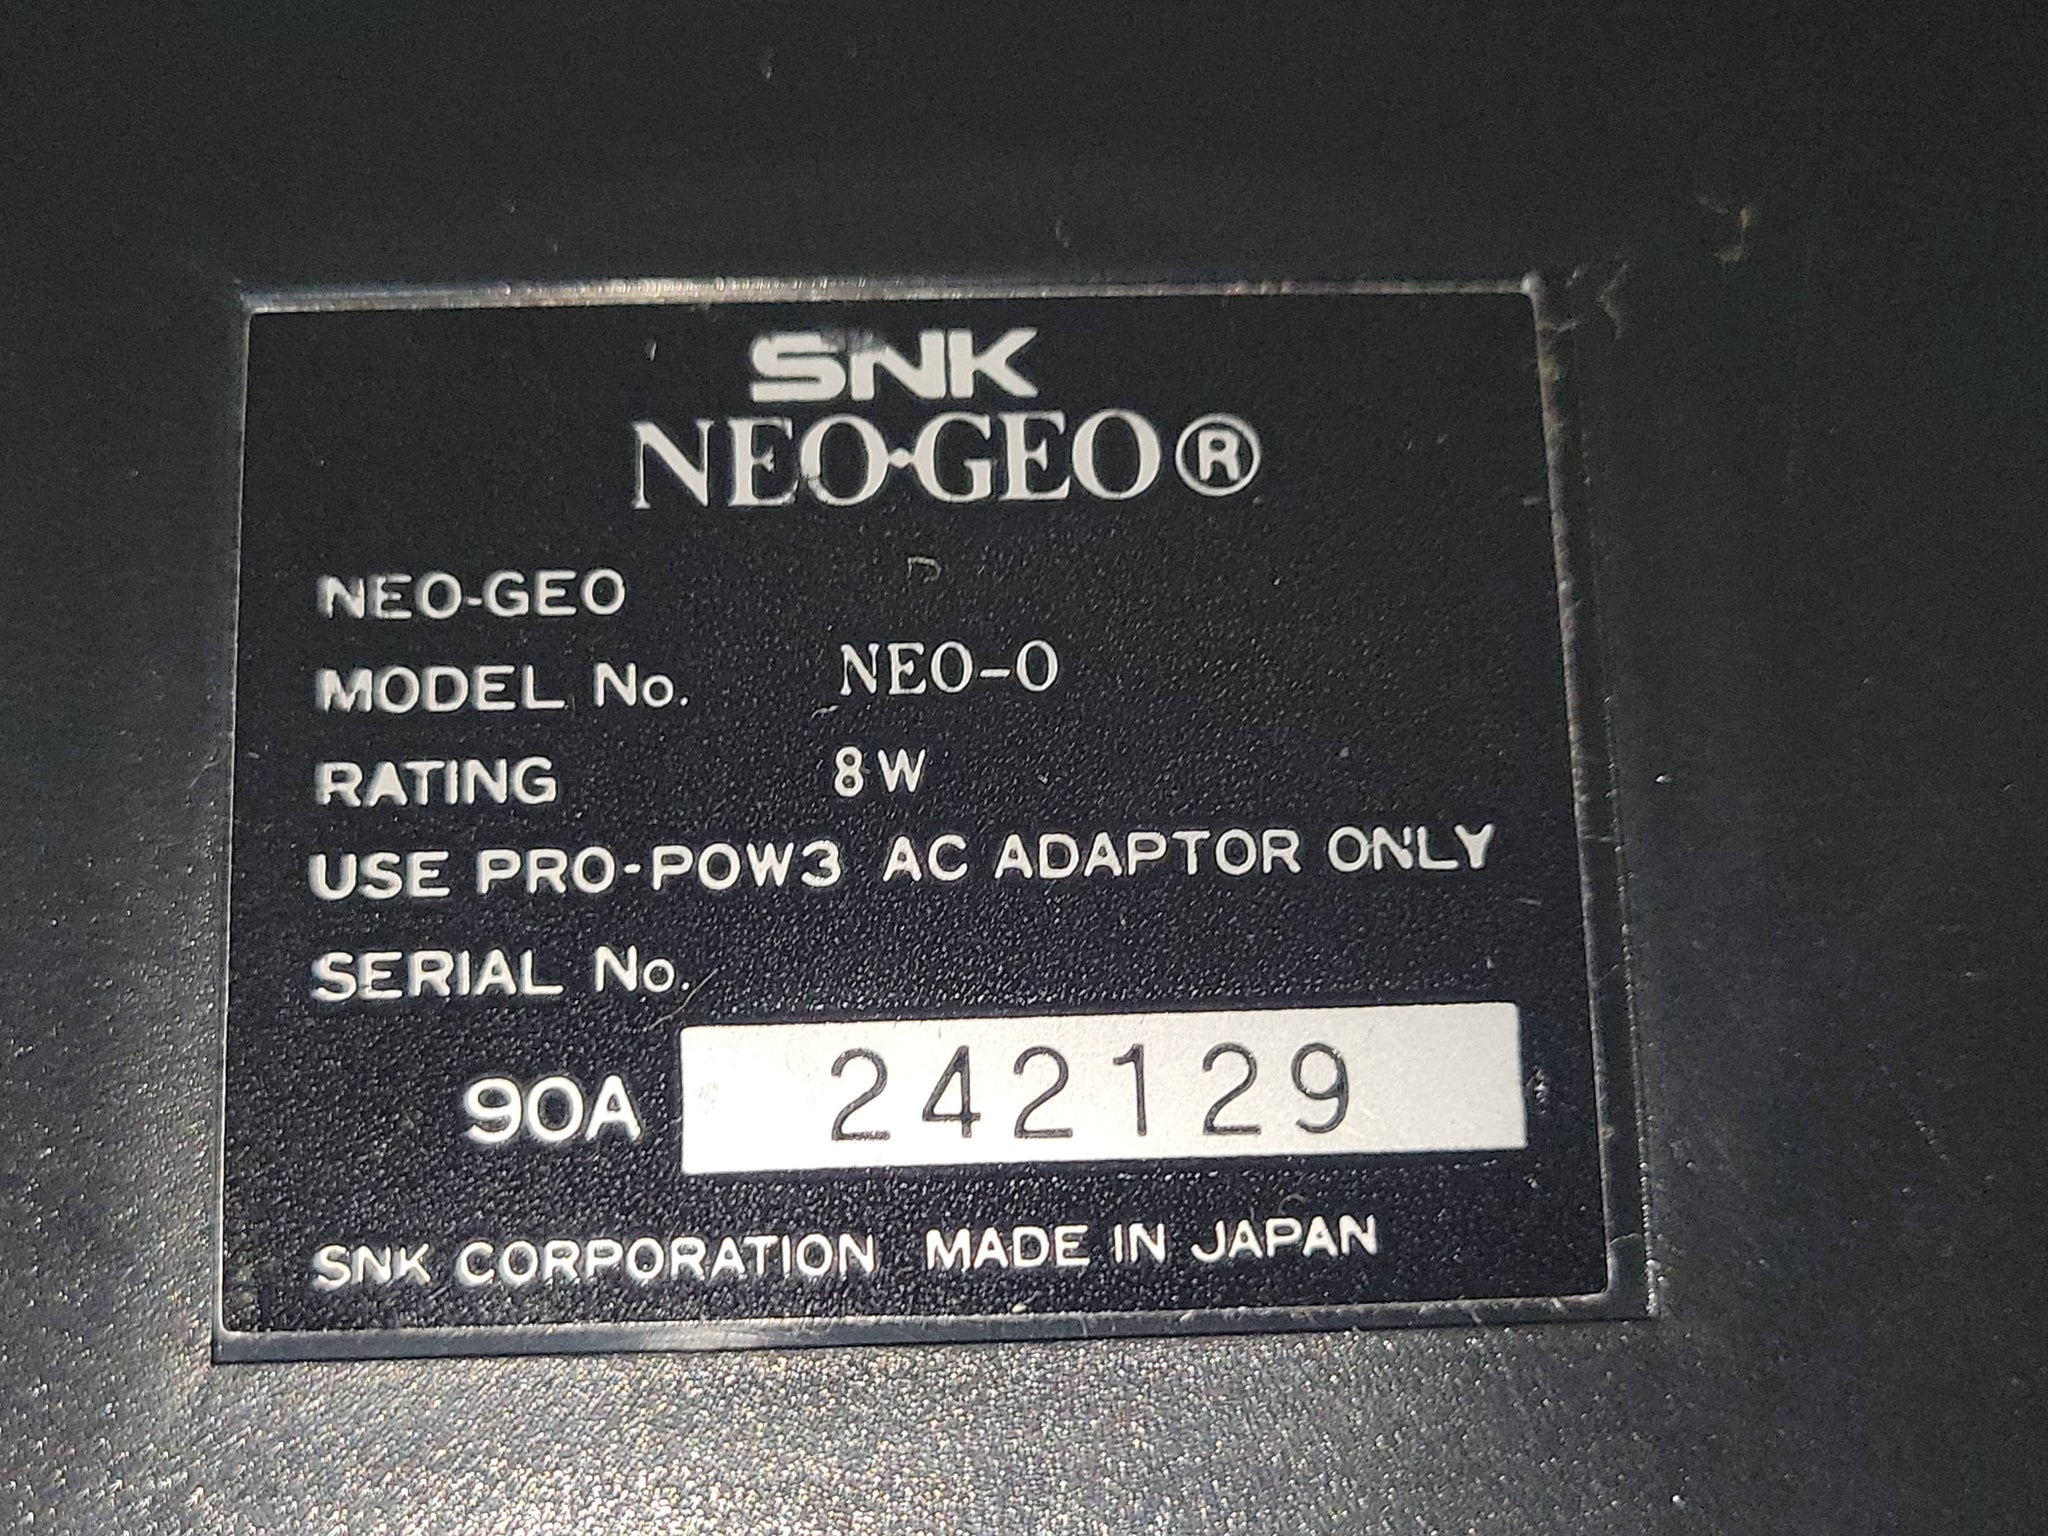 SNK
NEO·GEO®
NEO-GEO
MODEL No. NEO-O
RATING 8W
USE PRO-POW3 AC ADAPTOR ONLY
SERIAL No.
90A 242129
SNK CORPORATION MADE IN JAPAN